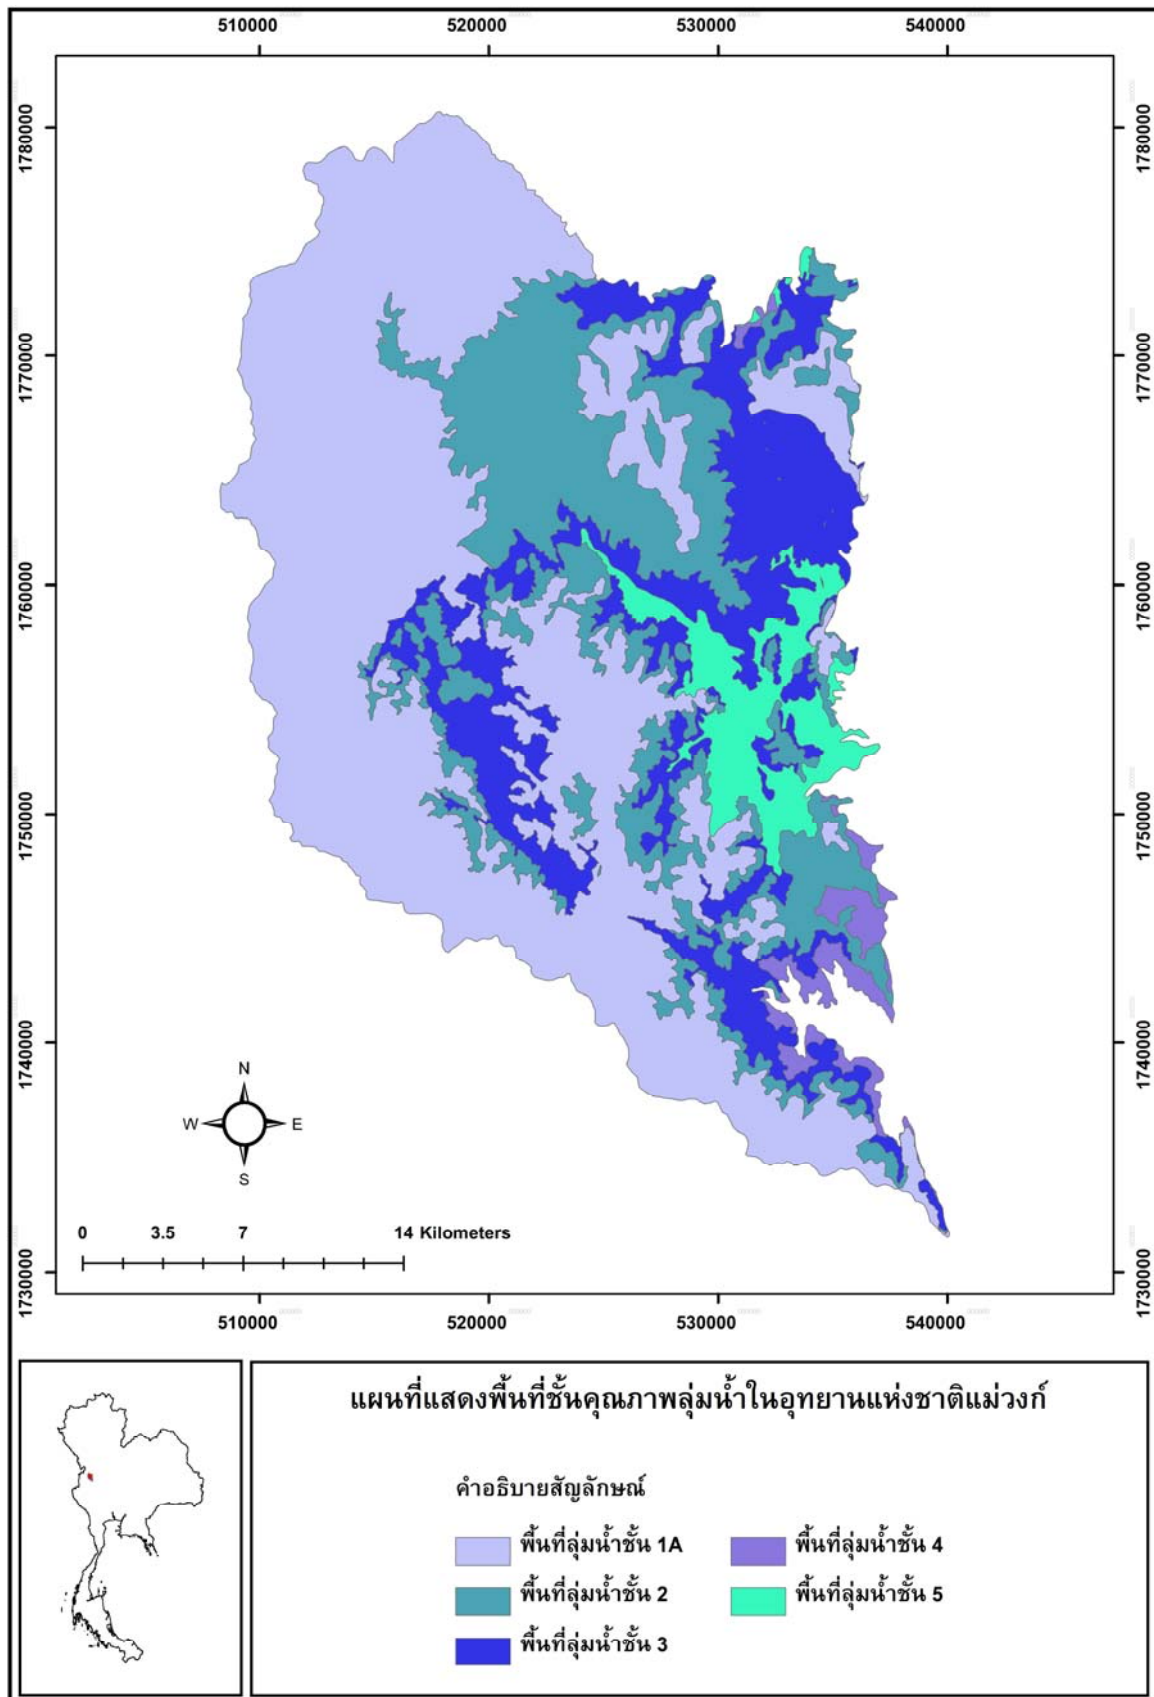 510000 520000 530000 540000
1780000 1780000
1770000 1770000
1760000 1760000
1750000 1750000
1740000 1740000
1730000 1730000
N
W E
S
0 3.5 7 14 Kilometers
510000 520000 530000 540000
แผนที่แสดงพื้นที่ชั้นคุณภาพลุ่มน้ำในอุทยานแห่งชาติแม่วงก์
คำอธิบายสัญลักษณ์
พื้นที่ลุ่มน้ำชั้น 1A พื้นที่ลุ่มน้ำชั้น 4
พื้นที่ลุ่มน้ำชั้น 2 พื้นที่ลุ่มน้ำชั้น 5
พื้นที่ลุ่มน้ำชั้น 3